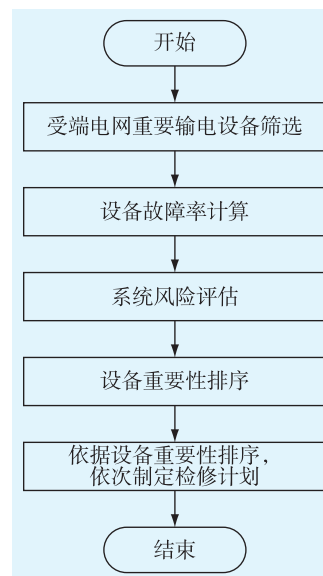 开始
受端电网重要输电设备筛选
设备故障率计算
系统风险评估
设备重要性排序
依据设备重要性排序，
依次制定检修计划
结束